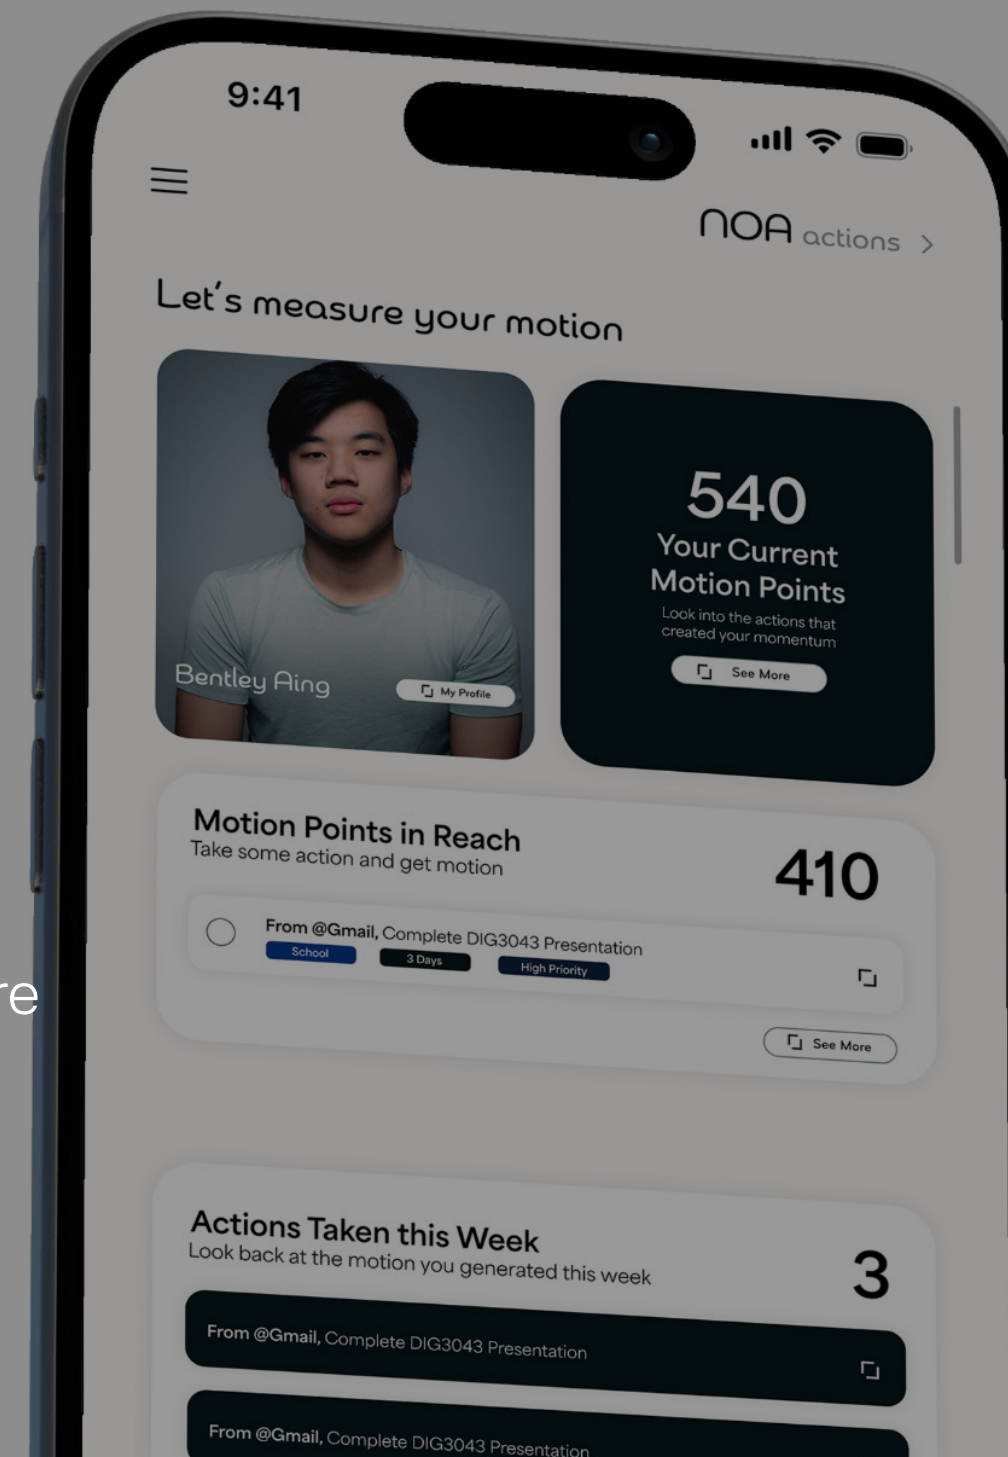 9:41
NOA actions
Let's measure your motion
Bentley Aing
My Profile
540
Your Current
Motion Points
Look into the actions that
created your momentum
See More
Motion Points in Reach
Take some action and get motion
410
From @Gmail, Complete DIG3043 Presentation
School
3 Days
High Priority
See More
re
Actions Taken this Week
Look back at the motion you generated this week
3
From @Gmail, Complete DIG3043 Presentation
From @Gmail, Complete DIG3043 Presentation